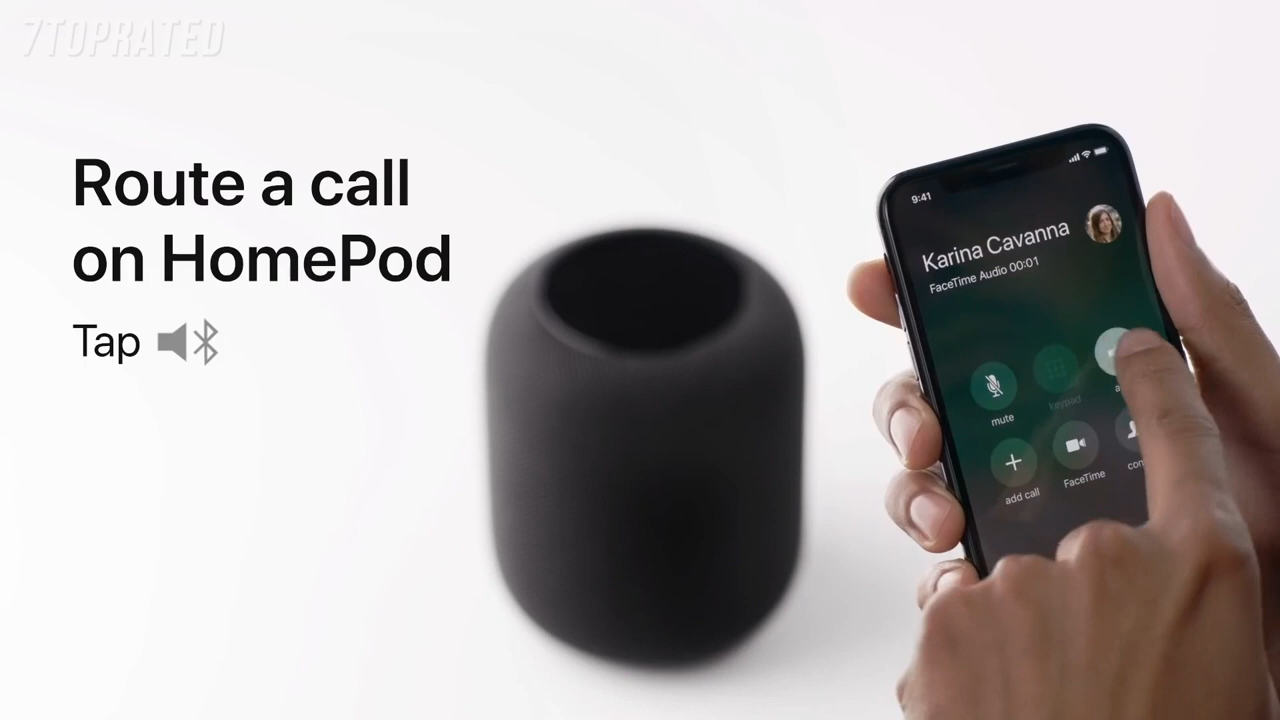 7TOPRATED
Route a call
on HomePod
Tap
9:41
Karina Cavanna
FaceTime Audio 00:01
mute
keypad
add call
FaceTime